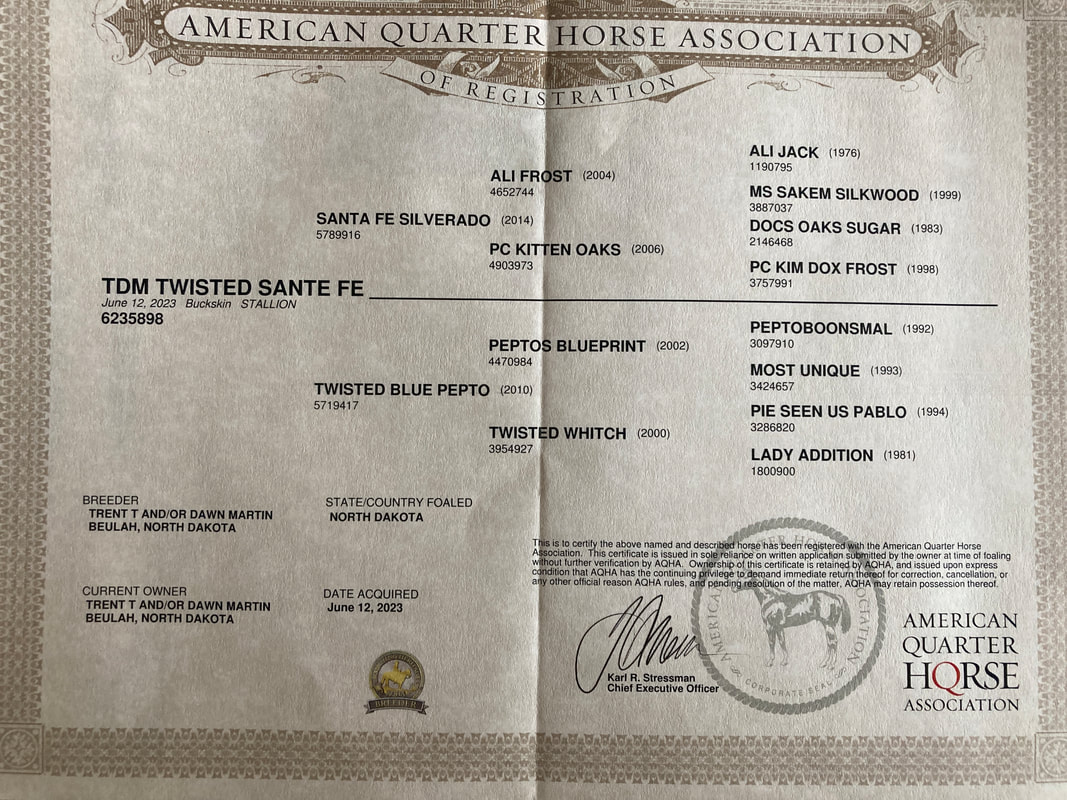 AMERICAN QUARTER HORSE ASSOCIATION
OF REGISTRATION
ALI JACK (1976)
1190795
ALI FROST (2004)
4652744
MS SAKEM SILKWOOD (1999)
3887037
SANTA FE SILVERADO (2014)
5789916
DOCS OAKS SUGAR (1983)
2146468
PC KITTEN OAKS (2006)
4903973
PC KIM DOX FROST (1998)
3757991
TDM TWISTED SANTE FE
June 12, 2023 Buckskin STALLION
6235898
PEPTOBOONSMAL (1992)
3097910
PEPTOS BLUEPRINT (2002)
4470984
MOST UNIQUE (1993)
3424657
TWISTED BLUE PEPTO (2010)
5719417
PIE SEEN US PABLO (1994)
3286820
TWISTED WHITCH (2000)
3954927
LADY ADDITION (1981)
1800900
BREEDER
TRENT T AND/OR DAWN MARTIN
BEULAH, NORTH DAKOTA
STATE/COUNTRY FOALED
NORTH DAKOTA
This is to certify the above named and described horse has been registered with the American Quarter Horse
Association. This certificate is issued in sole reliance on written application submitted by the owner at time of foaling
without further verification by AQHA. Ownership of this certificate is retained by AQHA, and issued upon express
condition that AQHA has the continuing privilege to demand immediate return thereof for correction, cancellation, or
any other official reason AQHA rules, and pending resolution of the matter, AQHA may retain possession thereof.
CURRENT OWNER
TRENT T AND/OR DAWN MARTIN
BEULAH, NORTH DAKOTA
DATE ACQUIRED
June 12, 2023
BREEDER
Karl R. Stressman
Chief Executive Officer
AMERICAN QUARTER HORSE ASSOCIATION
CORPORATE SEAL
AMERICAN
QUARTER
HORSE
ASSOCIATION